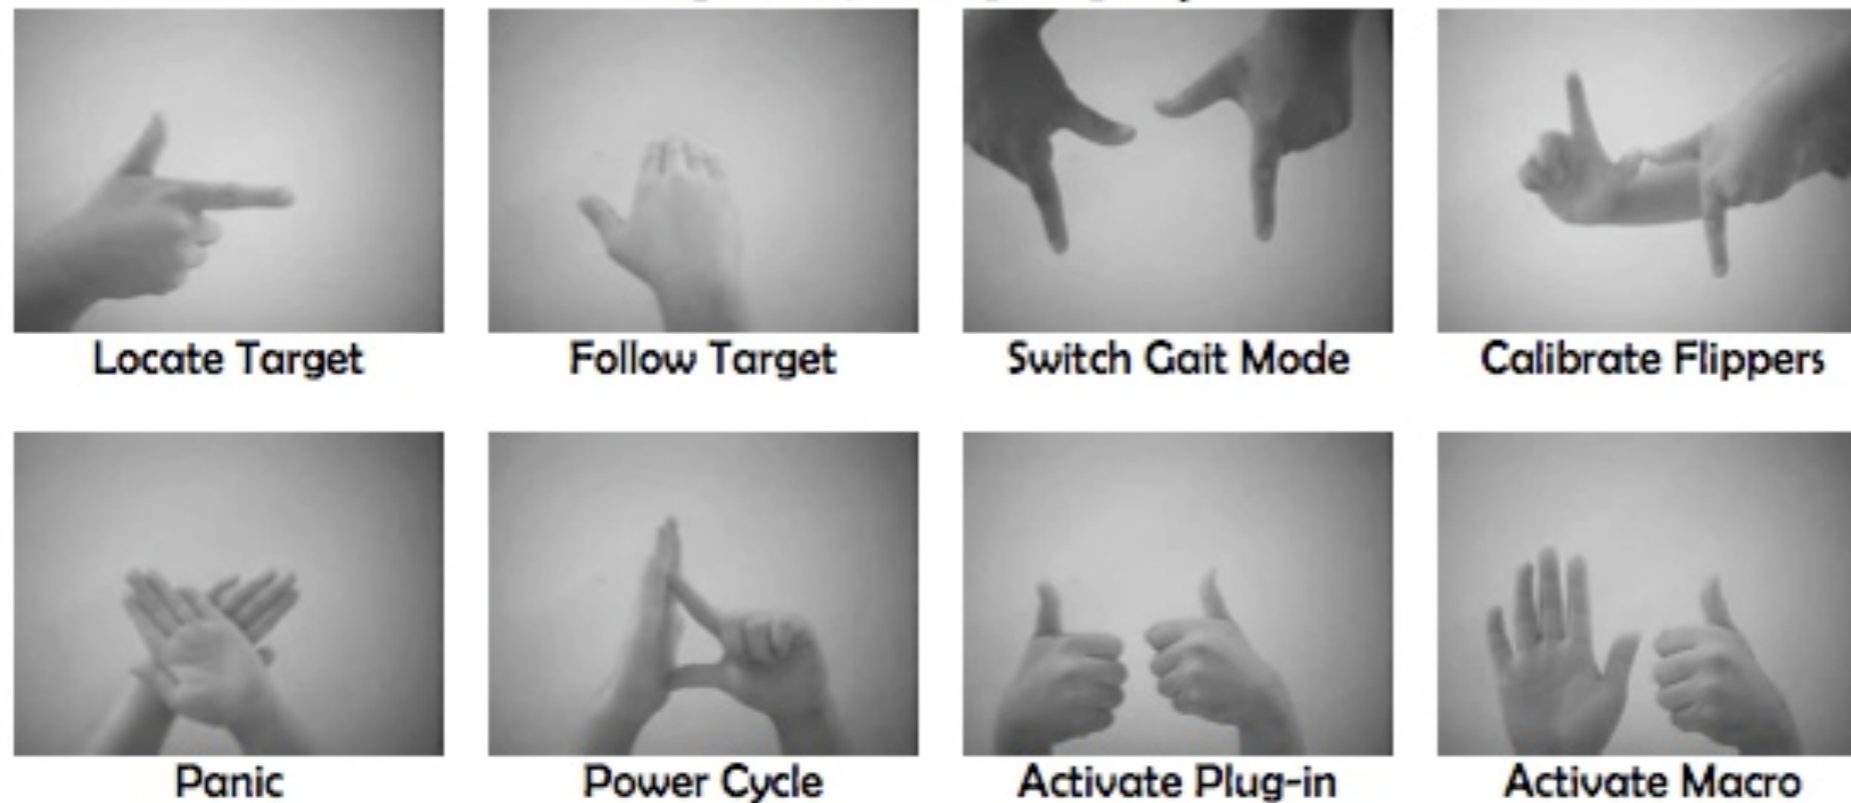 Locate Target
Follow Target
Switch Gait Mode
Calibrate Flippers
Panic
Power Cycle
Activate Plug-in
Activate Macro